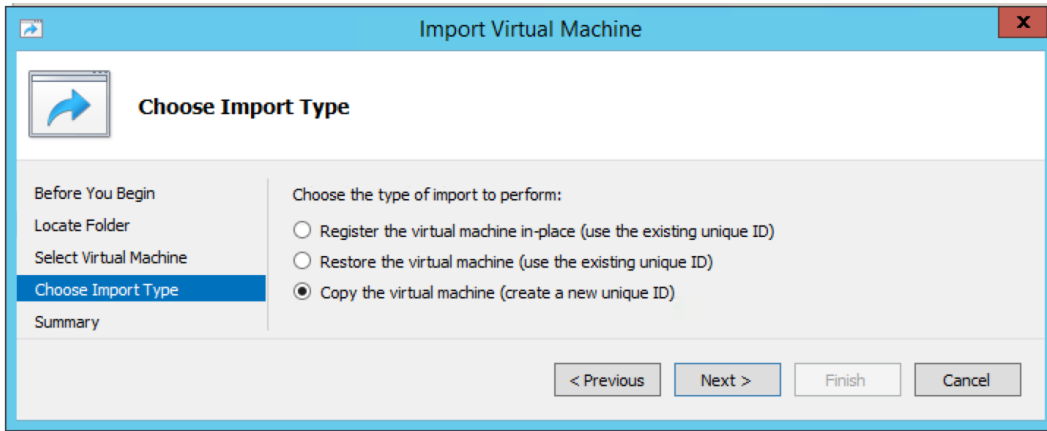 Import Virtual Machine
x
Choose Import Type
Before You Begin
Locate Folder
Select Virtual Machine
Choose Import Type
Summary
Choose the type of import to perform:
Register the virtual machine in-place (use the existing unique ID)
Restore the virtual machine (use the existing unique ID)
Copy the virtual machine (create a new unique ID)
< Previous
Next >
Finish
Cancel